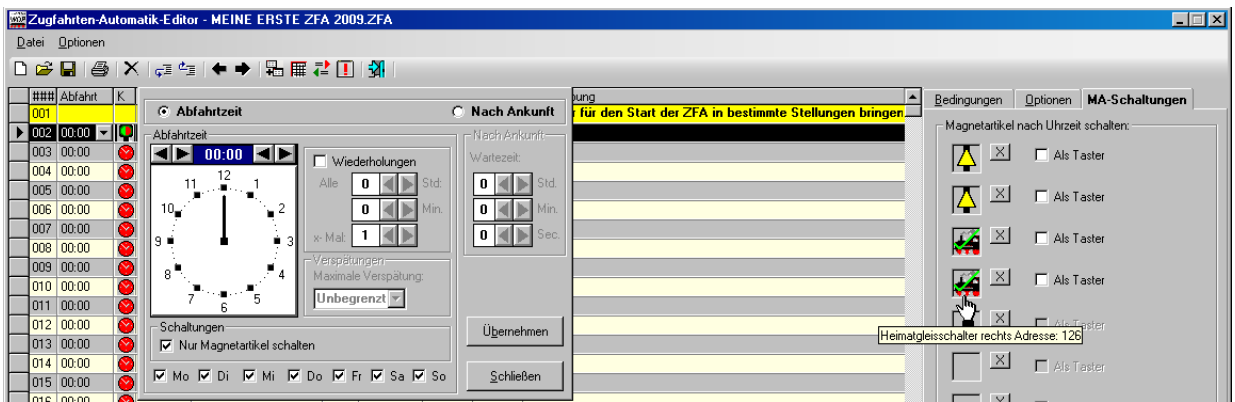 Zugfahrten-Automatik-Editor - MEINE ERSTE ZFA 2009.ZFA
Datei Optionen
### Abfahrt K
001
002 00:00
003 00:00
004 00:00
005 00:00
006 00:00
007 00:00
008 00:00
009 00:00
010 00:00
011 00:00
012 00:00
013 00:00
014 00:00
015 00:00
016 00:00
Abfahrtzeit
Nach Ankunft
Abfahrtzeit
00:00
12
1
2
3
4
5
6
7
8
9
10
11
Wiederholungen
Alle 0 Std:
0 Min.
x- Mal: 1
Verspätungen
Maximale Verspätung:
Unbegrenzt
Nach Ankunft
Wartezeit:
0 Std.
0 Min.
0 Sec.
Schaltungen
Nur Magnetartikel schalten
Mo Di Mi Do Fr Sa So
Übernehmen
Schließen
für den Start der ZFA in bestimmte Stellungen bringen
Bedingungen Optionen MA-Schaltungen
Magnetartikel nach Uhrzeit schalten:
X Als Taster
X Als Taster
X Als Taster
X Als Taster
X Als Taster
Heimatgleisschalter rechts Adresse: 126
X Als Taster